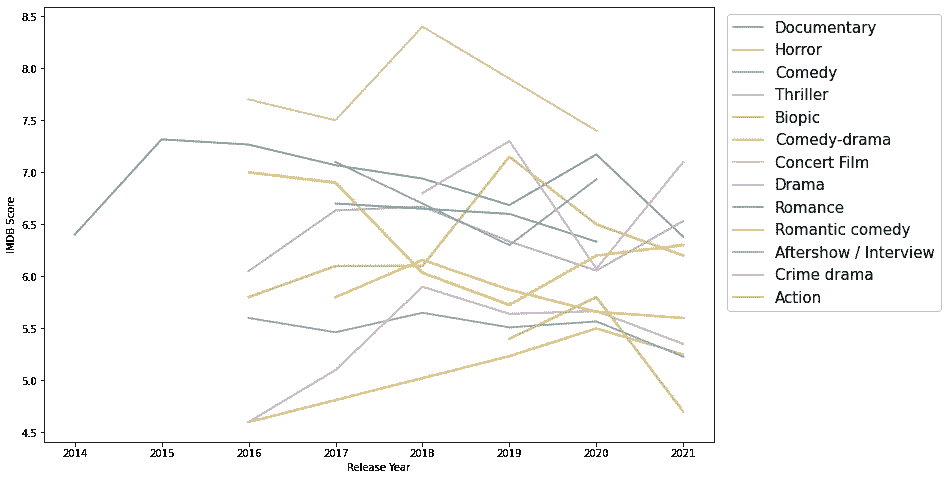 8.5
8.0
7.5
7.0
6.5
6.0
5.5
5.0
4.5
IMDB Score
2014 2015 2016 2017 2018 2019 2020 2021
Release Year
Documentary
Horror
Comedy
Thriller
Biopic
Comedy-drama
Concert Film
Drama
Romance
Romantic comedy
Aftershow / Interview
Crime drama
Action